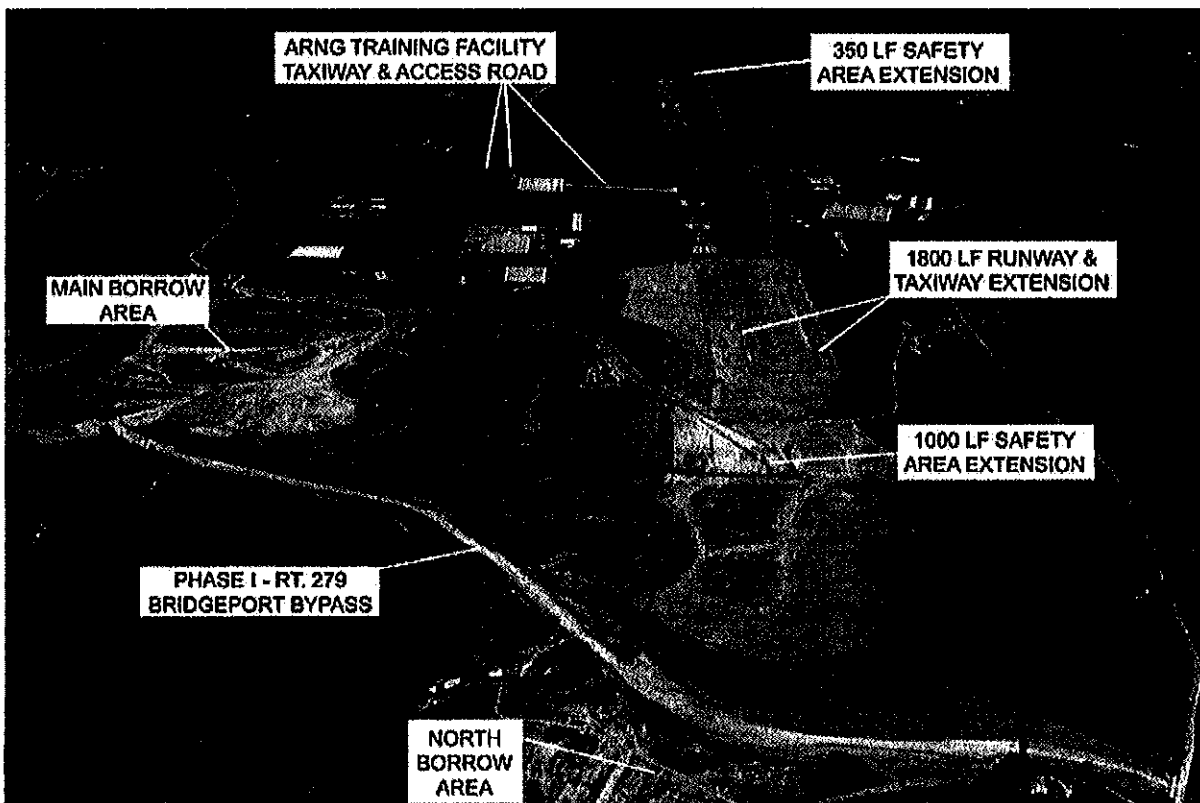 ARNG TRAINING FACILITY
TAXIWAY & ACCESS ROAD
350 LF SAFETY
AREA EXTENSION
MAIN BORROW
AREA
1800 LF RUNWAY &
TAXIWAY EXTENSION
1000 LF SAFETY
AREA EXTENSION
PHASE I - RT. 279
BRIDGEPORT BYPASS
NORTH
BORROW
AREA